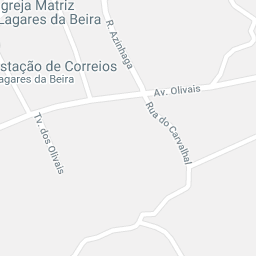 Igreja Matriz
Lagares da Beira
R. Azinhaga
stação de Correios
agares da Beira
Av. Olivais
Rua do Carvalhal
Tv. dos Olivais